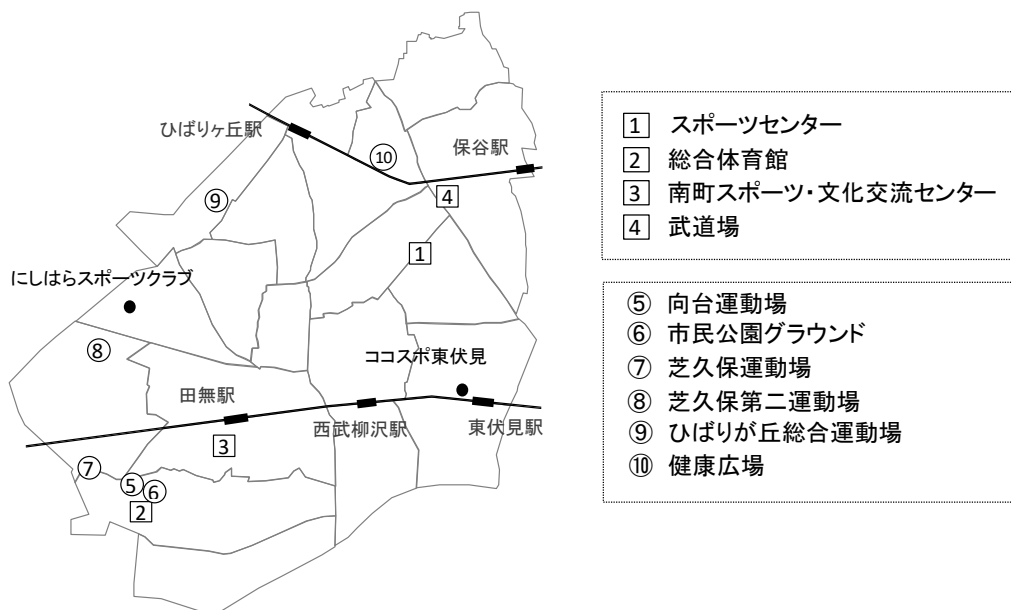 ひばりヶ丘駅
⑩
保谷駅
⑨
4
1
にしはらスポーツクラブ
⑧
ココスポ東伏見
田無駅
西武柳沢駅
東伏見駅
3
⑦
⑤
⑥
2
1 スポーツセンター
2 総合体育館
3 南町スポーツ・文化交流センター
4 武道場
⑤ 向台運動場
⑥ 市民公園グラウンド
⑦ 芝久保運動場
⑧ 芝久保第二運動場
⑨ ひばりが丘総合運動場
⑩ 健康広場